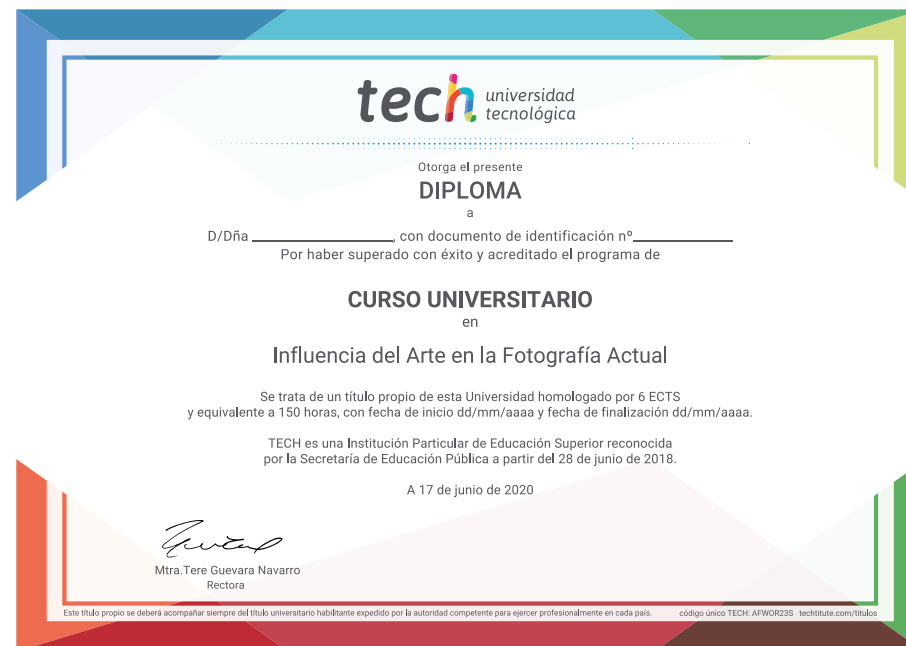 tech universidad
tecnológica
Otorga el presente
DIPLOMA
a
D/Dña ____________________, con documento de identificación nº______________
Por haber superado con éxito y acreditado el programa de
CURSO UNIVERSITARIO
en
Influencia del Arte en la Fotografía Actual
Se trata de un título propio de esta Universidad homologado por 6 ECTS
y equivalente a 150 horas, con fecha de inicio dd/mm/aaaa y fecha de finalización dd/mm/aaaa.
TECH es una Institución Particular de Educación Superior reconocida
por la Secretaría de Educación Pública a partir del 28 de junio de 2018.
A 17 de junio de 2020
Mtra.Tere Guevara Navarro
Rectora
Este título propio se deberá acompañar siempre del título universitario habilitante expedido por la autoridad competente para ejercer profesionalmente en cada país. código único TECH: AFWOR23S techtitute.com/títulos